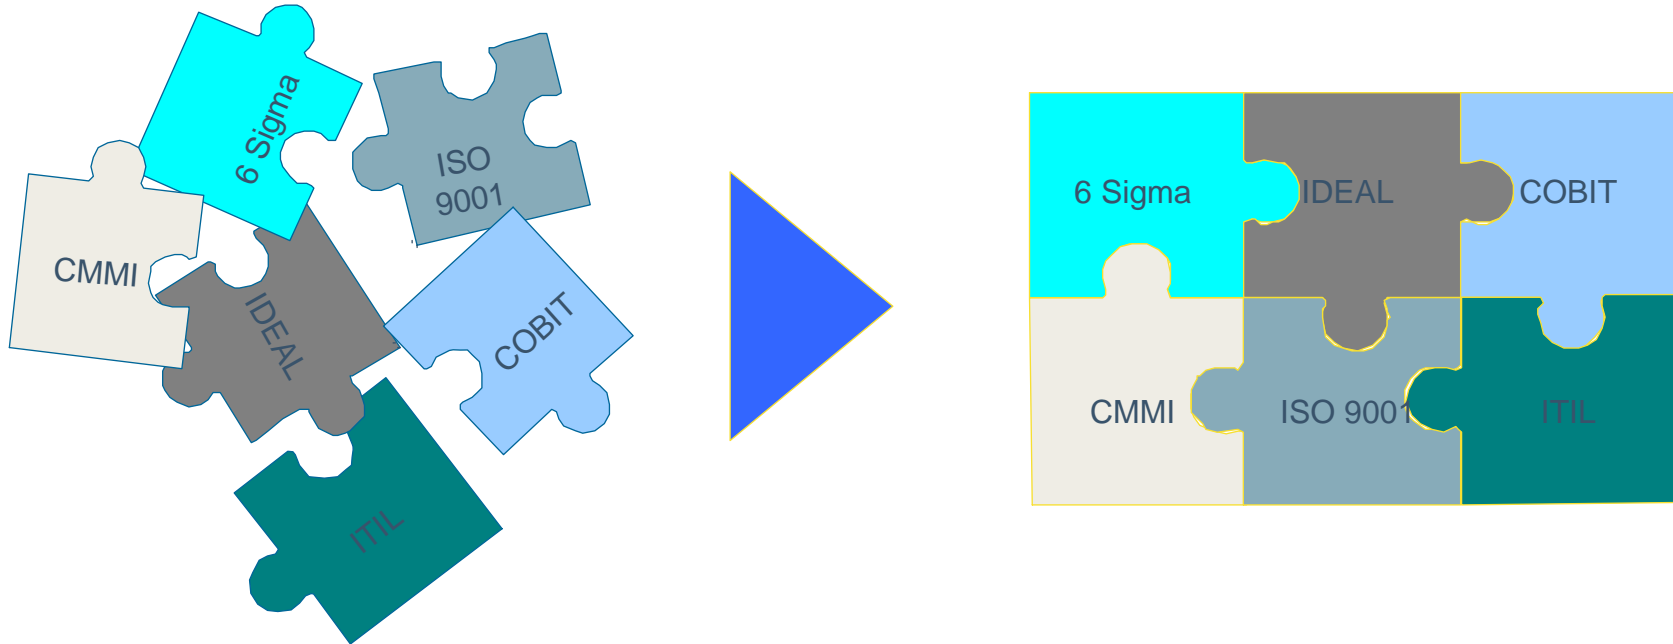 6 Sigma
ISO
9001
CMMI
IDEAL
COBIT
ITIL
6 Sigma
IDEAL
COBIT
CMMI
ISO 9001
ITIL